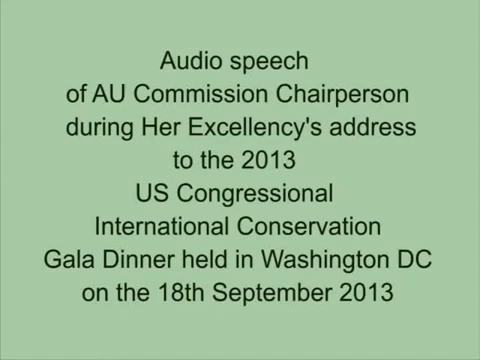 Audio speech
of AU Commission Chairperson
during Her Excellency's address
to the 2013
US Congressional
International Conservation
Gala Dinner held in Washington DC
on the 18th September 2013